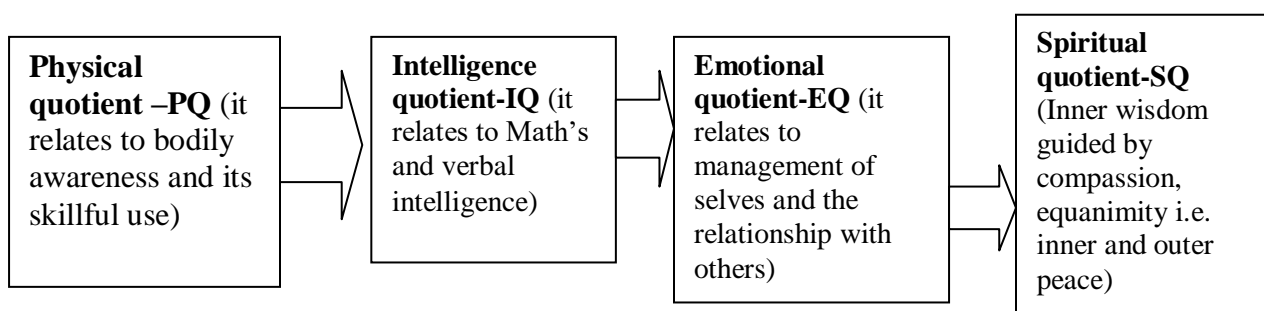 Physical
quotient –PQ (it
relates to bodily
awareness and its
skillful use)
Intelligence
quotient-IQ (it
relates to Math's
and verbal
intelligence)
Emotional
quotient-EQ (it
relates to
management of
selves and the
relationship with
others)
Spiritual
quotient-SQ
(Inner wisdom
guided by
compassion,
equanimity i.e.
inner and outer
peace)